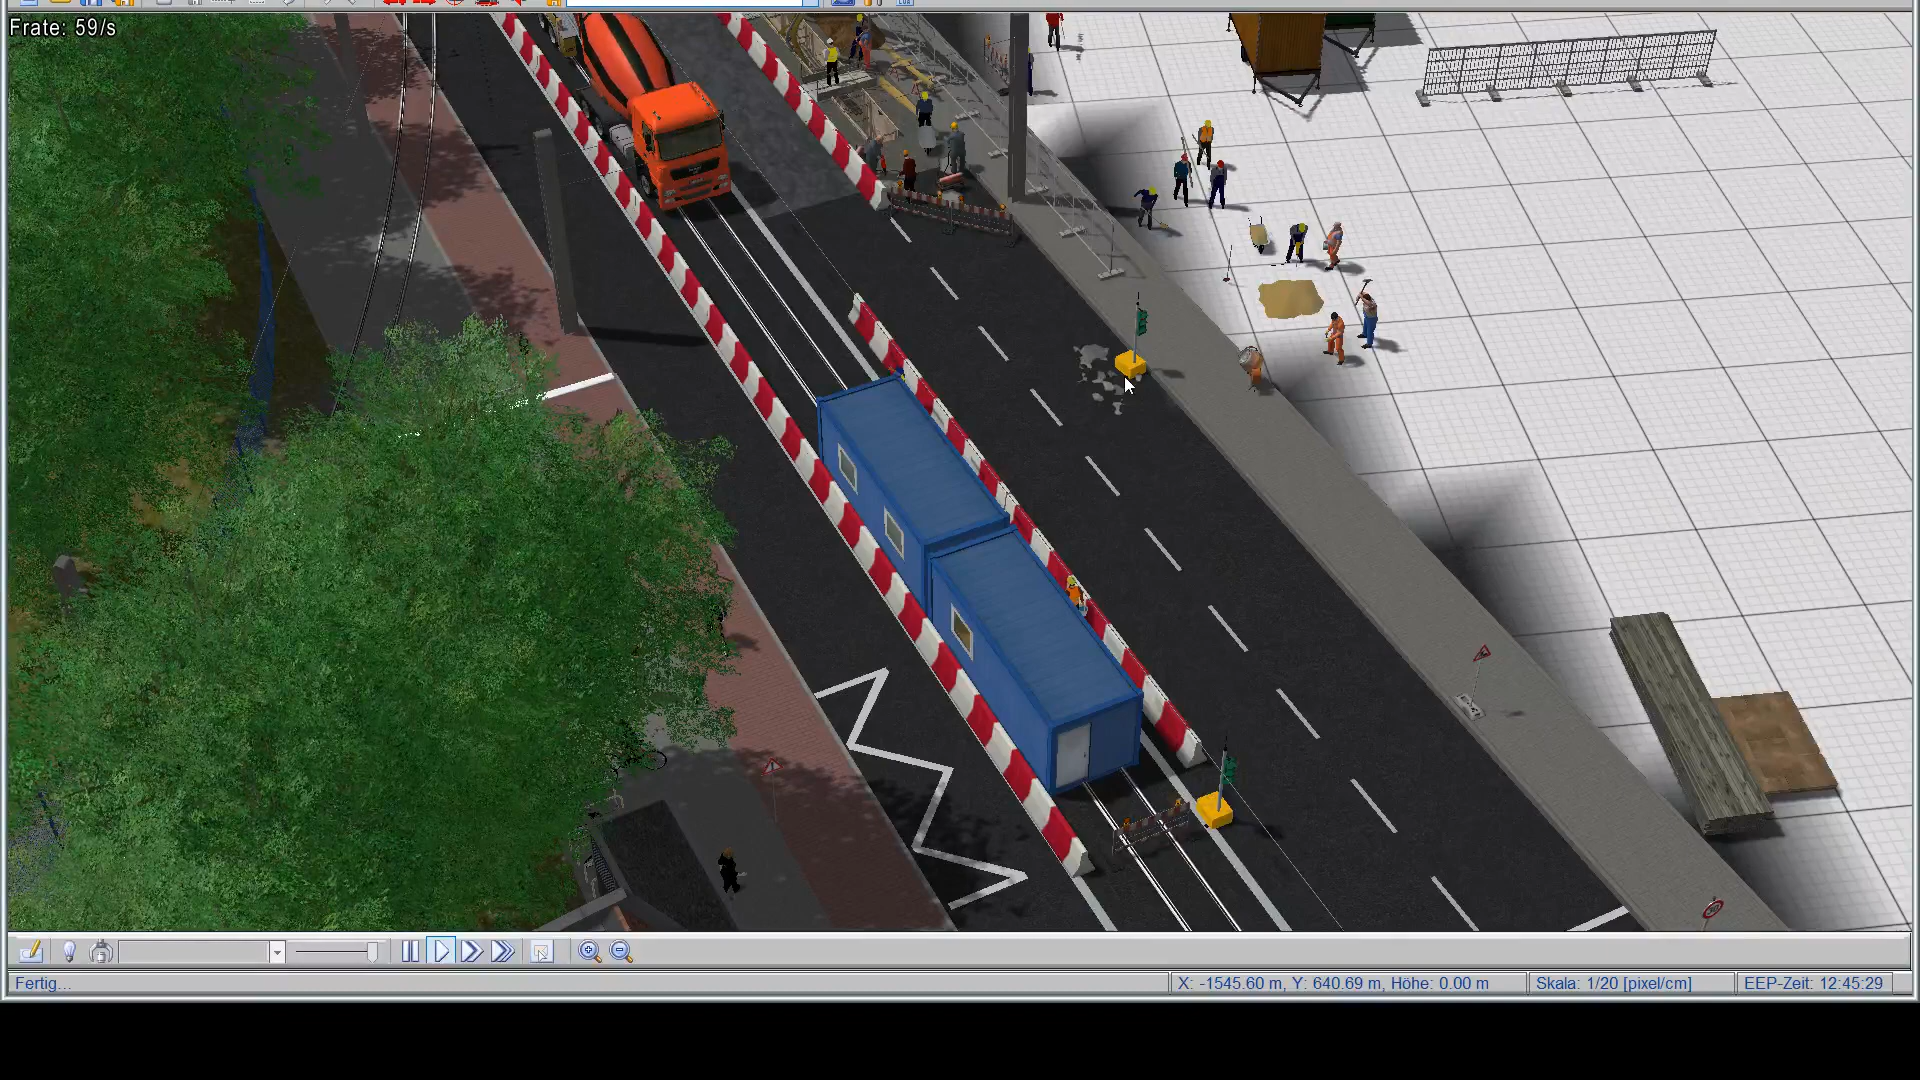 Frate: 59/s
Fertig...
X: -1545.60 m, Y: 640.69 m, Höhe: 0.00 m
Skala: 1/20 [pixel/cm]
EEP-Zeit: 12:45:29